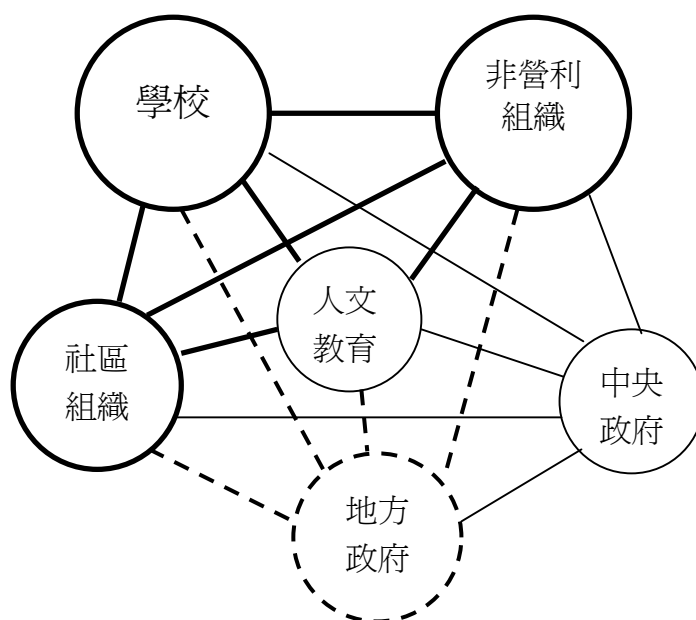 學校
非營利
組織
人文
教育
社區
組織
中央
政府
地方
政府